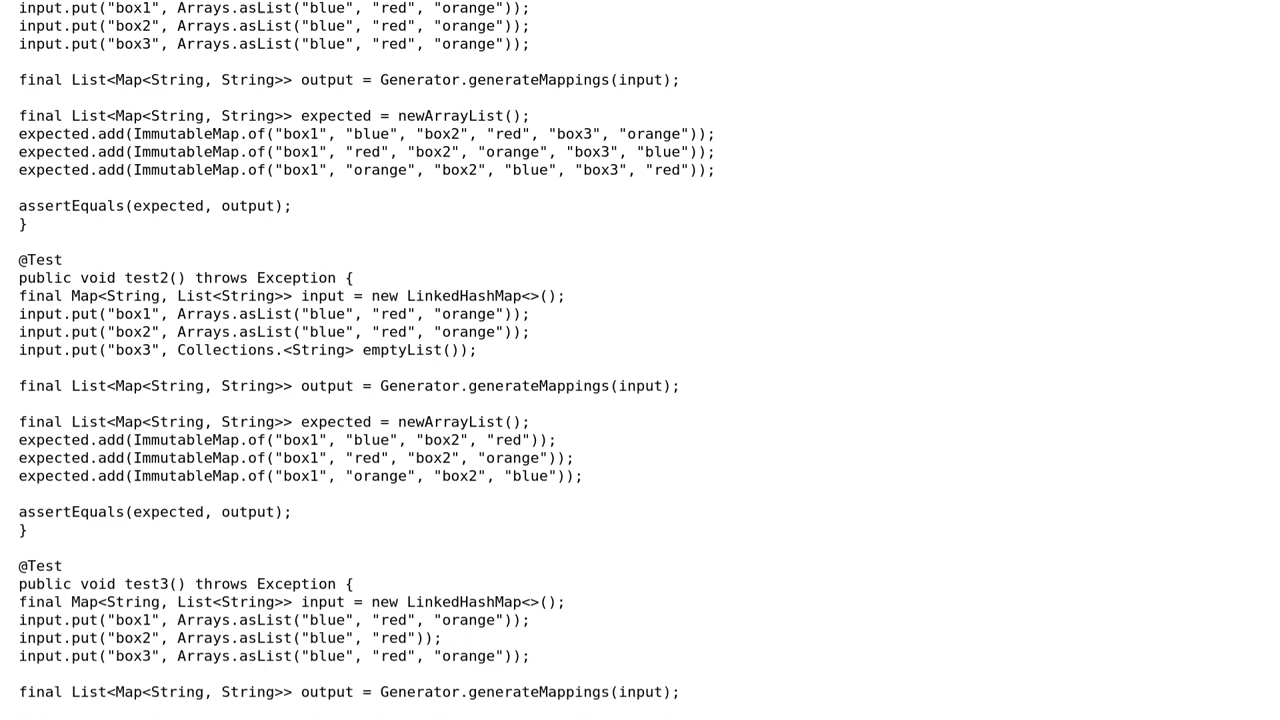 input.put("box1", Arrays.asList("blue", "red", "orange"));
input.put("box2", Arrays.asList("blue", "red", "orange"));
input.put("box3", Arrays.asList("blue", "red", "orange"));
final List<Map<String, String>> output = Generator.generateMappings(input);
final List<Map<String, String>> expected = newArrayList();
expected.add(ImmutableMap.of("box1", "blue", "box2", "red", "box3", "orange"));
expected.add(ImmutableMap.of("box1", "red", "box2", "orange", "box3", "blue"));
expected.add(ImmutableMap.of("box1", "orange", "box2", "blue", "box3", "red"));
assertEquals(expected, output);
}
@Test
public void test2() throws Exception {
final Map<String, List<String>> input = new LinkedHashMap<>();
input.put("box1", Arrays.asList("blue", "red", "orange"));
input.put("box2", Arrays.asList("blue", "red", "orange"));
input.put("box3", Collections.<String> emptyList());
final List<Map<String, String>> output = Generator.generateMappings(input);
final List<Map<String, String>> expected = newArrayList();
expected.add(ImmutableMap.of("box1", "blue", "box2", "red"));
expected.add(ImmutableMap.of("box1", "red", "box2", "orange"));
expected.add(ImmutableMap.of("box1", "orange", "box2", "blue"));
assertEquals(expected, output);
}
@Test
public void test3() throws Exception {
final Map<String, List<String>> input = new LinkedHashMap<>();
input.put("box1", Arrays.asList("blue", "red", "orange"));
input.put("box2", Arrays.asList("blue", "red"));
input.put("box3", Arrays.asList("blue", "red", "orange"));
final List<Map<String, String>> output = Generator.generateMappings(input);